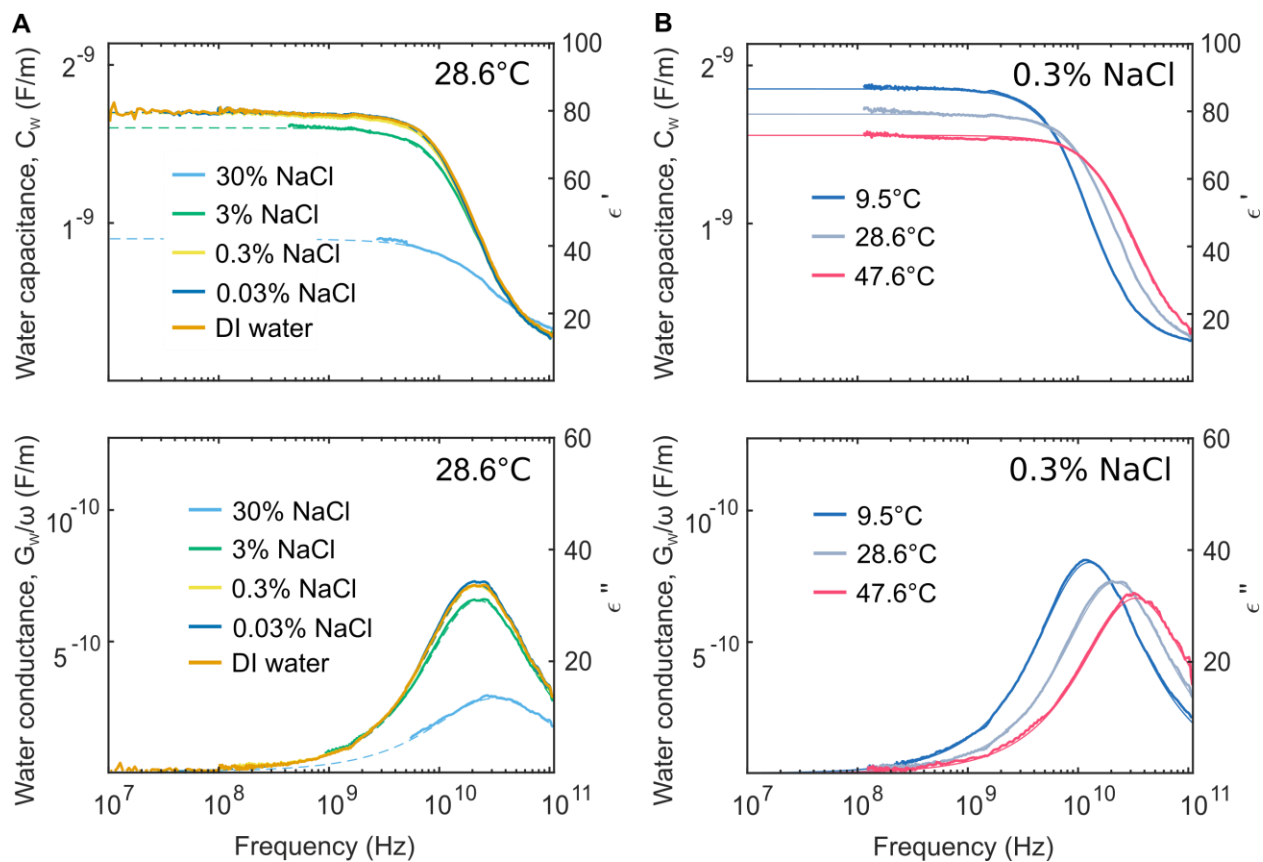 A
Water capacitance, C_w (F/m)
2⁻⁹
1⁻⁹
28.6°C
30% NaCl
3% NaCl
0.3% NaCl
0.03% NaCl
DI water
100
80
60
40
20
ϵ'
B
Water capacitance, C_w (F/m)
2⁻⁹
1⁻⁹
0.3% NaCl
9.5°C
28.6°C
47.6°C
100
80
60
40
20
ϵ'
Water conductance, G_w/ω (F/m)
10⁻¹⁰
5⁻¹⁰
28.6°C
30% NaCl
3% NaCl
0.3% NaCl
0.03% NaCl
DI water
60
40
20
ϵ"
10⁷ 10⁸ 10⁹ 10¹⁰ 10¹¹
Frequency (Hz)
Water conductance, G_w/ω (F/m)
10⁻¹⁰
5⁻¹⁰
0.3% NaCl
9.5°C
28.6°C
47.6°C
60
40
20
ϵ"
10⁷ 10⁸ 10⁹ 10¹⁰ 10¹¹
Frequency (Hz)